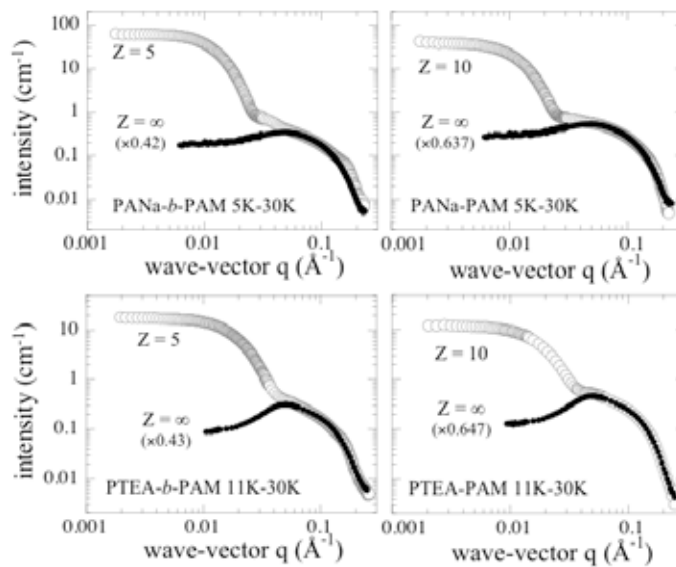 100
10
1
0.1
0.01
intensity (cm⁻¹)
Z = 5
Z = ∞
(×0.42)
PANa-b-PAM 5K-30K
0.001
0.01
0.1
wave-vector q (Å⁻¹)
Z = 10
Z = ∞
(×0.637)
PANa-PAM 5K-30K
0.001
0.01
0.1
wave-vector q (Å⁻¹)
10
1
0.1
0.01
intensity (cm⁻¹)
Z = 5
Z = ∞
(×0.43)
PTEA-b-PAM 11K-30K
0.001
0.01
0.1
wave-vector q (Å⁻¹)
Z = 10
Z = ∞
(×0.647)
PTEA-PAM 11K-30K
0.001
0.01
0.1
wave-vector q (Å⁻¹)